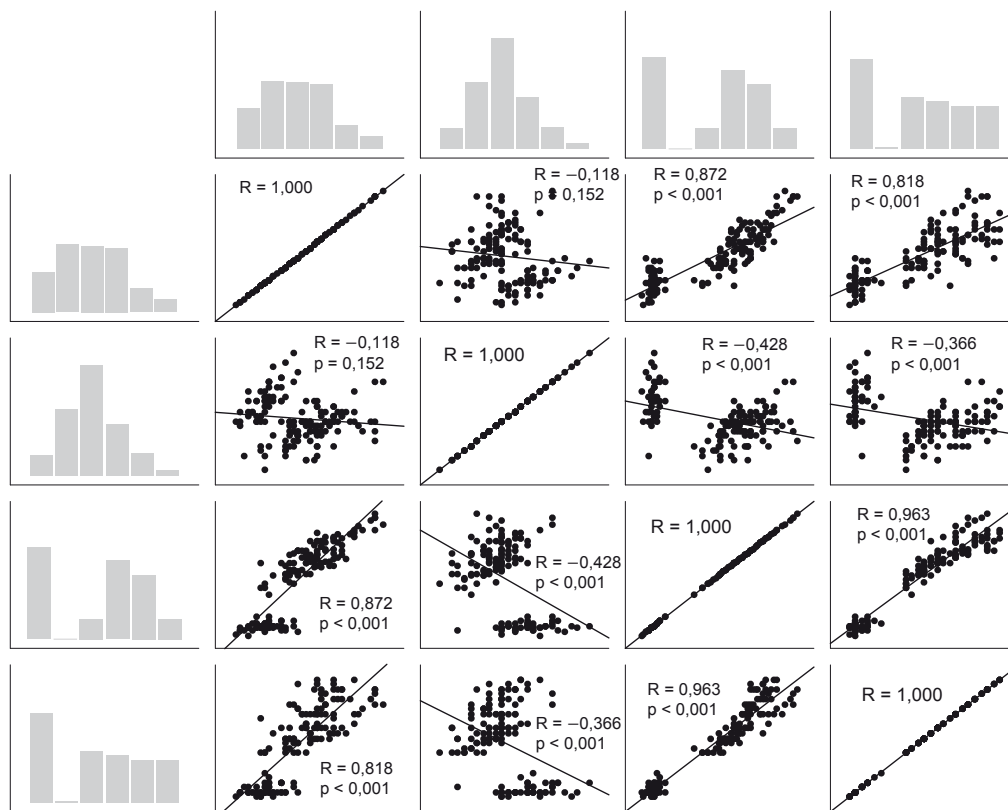 R = −0,118
p = 0,152
R = 0,872
p < 0,001
R = 0,818
p < 0,001
R = 1,000
R = −0,118
p = 0,152
R = 1,000
R = −0,428
p < 0,001
R = −0,366
p < 0,001
R = 0,872
p < 0,001
R = −0,428
p < 0,001
R = 1,000
R = 0,963
p < 0,001
R = 0,818
p < 0,001
R = −0,366
p < 0,001
R = 0,963
p < 0,001
R = 1,000